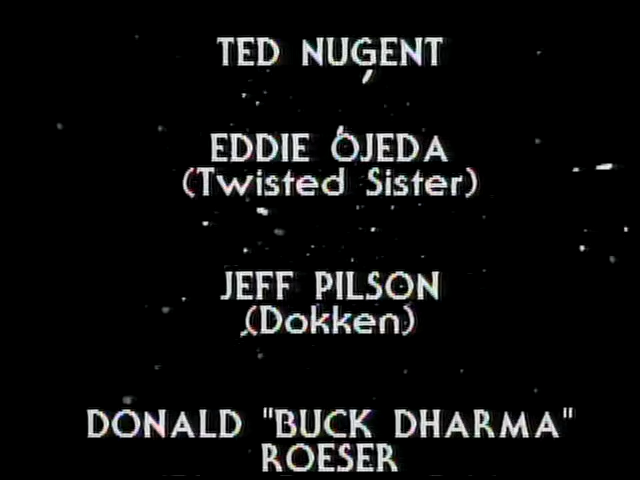 TED NUGENT
EDDIE OJEDA
(Twisted Sister)
JEFF PILSON
(Dokken)
DONALD "BUCK DHARMA"
ROESER